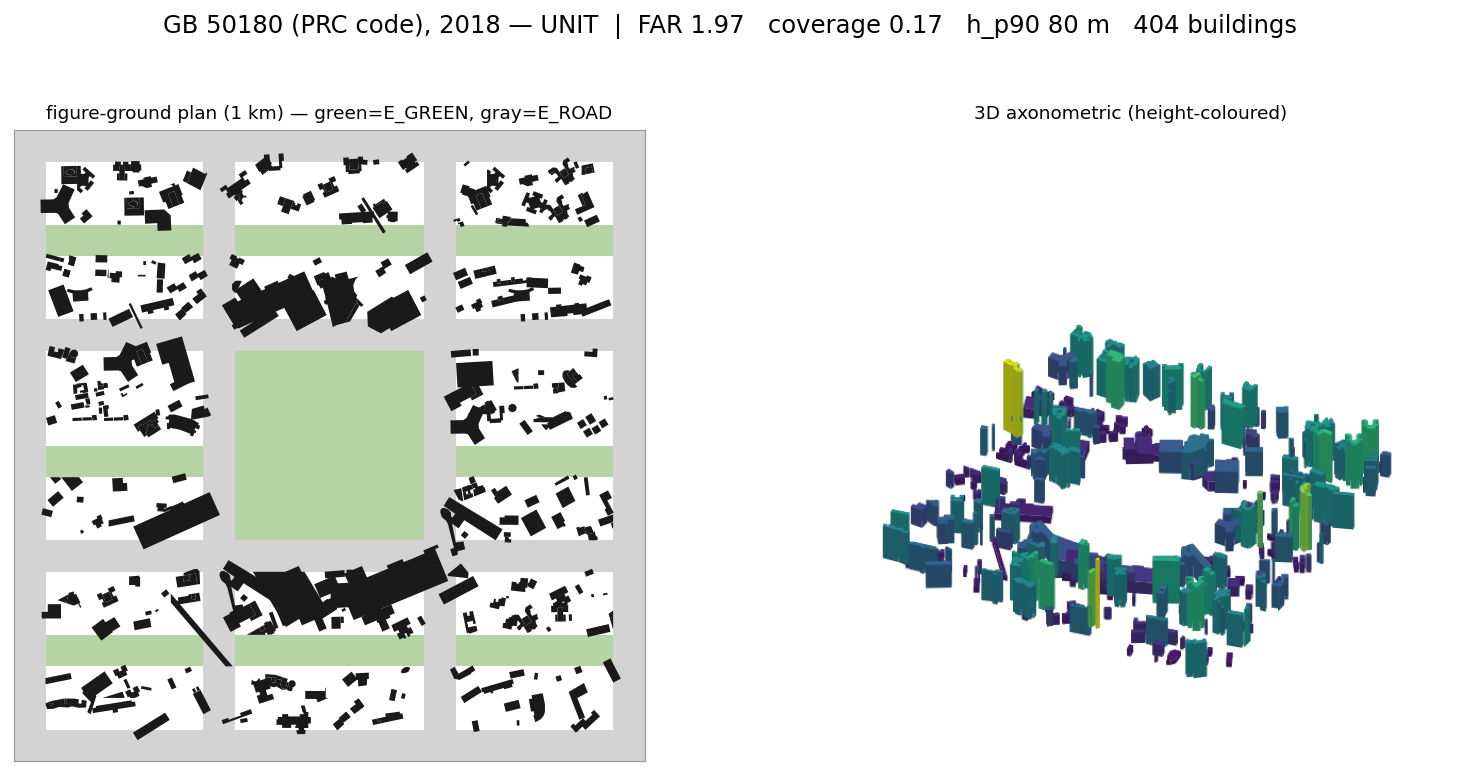 GB 50180 (PRC code), 2018 — UNIT | FAR 1.97 coverage 0.17 h_p90 80 m 404 buildings
figure-ground plan (1 km) — green=E_GREEN, gray=E_ROAD
3D axonometric (height-coloured)